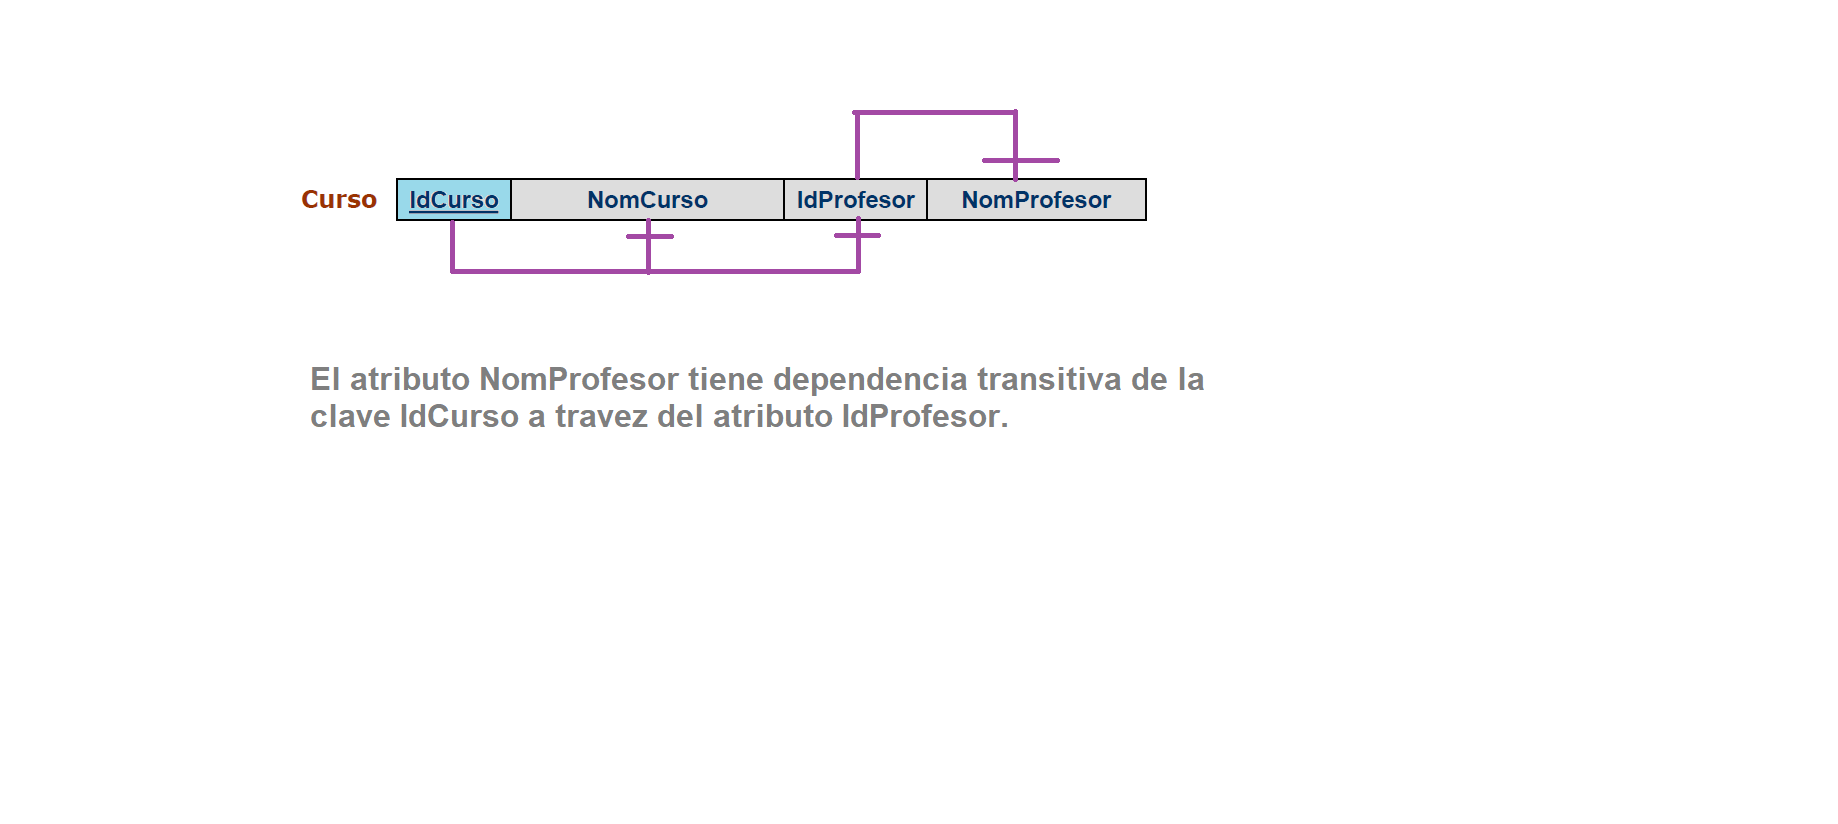 Curso IdCurso NomCurso IdProfesor NomProfesor
El atributo NomProfesor tiene dependencia transitiva de la
clave IdCurso a travez del atributo IdProfesor.